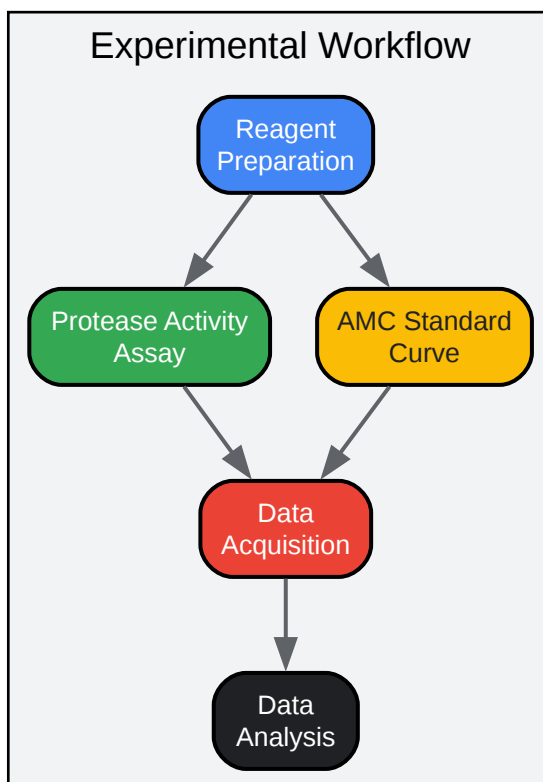 Experimental Workflow
Reagent
Preparation
Protease Activity
Assay
AMC Standard
Curve
Data
Acquisition
Data
Analysis